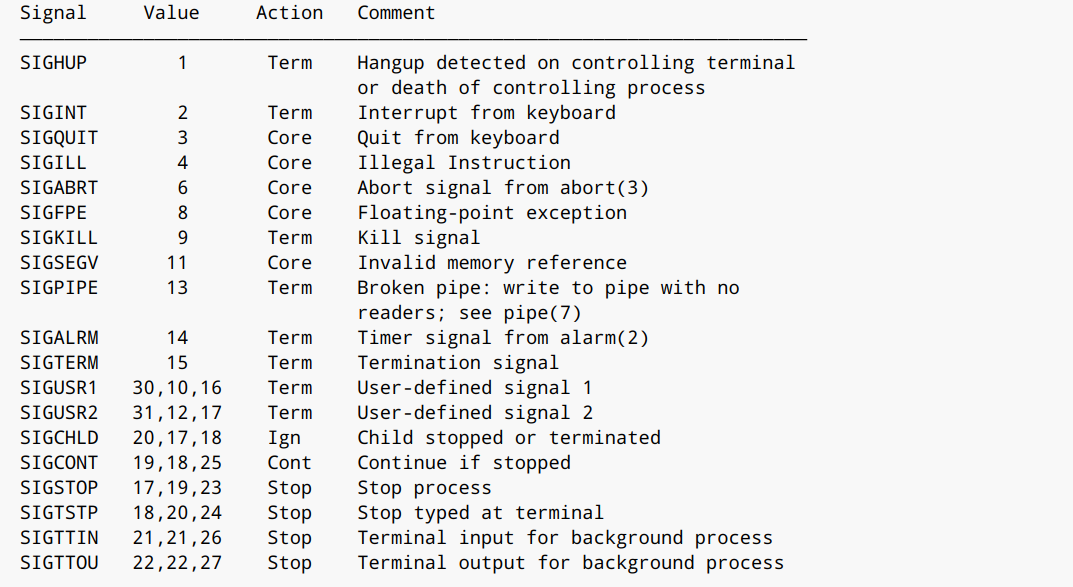 Signal Value Action Comment
SIGHUP 1 Term Hangup detected on controlling terminal
or death of controlling process
SIGINT 2 Term Interrupt from keyboard
SIGQUIT 3 Core Quit from keyboard
SIGILL 4 Core Illegal Instruction
SIGABRT 6 Core Abort signal from abort(3)
SIGFPE 8 Core Floating-point exception
SIGKILL 9 Term Kill signal
SIGSEGV 11 Core Invalid memory reference
SIGPIPE 13 Term Broken pipe: write to pipe with no
readers; see pipe(7)
SIGALRM 14 Term Timer signal from alarm(2)
SIGTERM 15 Term Termination signal
SIGUSR1 30,10,16 Term User-defined signal 1
SIGUSR2 31,12,17 Term User-defined signal 2
SIGCHLD 20,17,18 Ign Child stopped or terminated
SIGCONT 19,18,25 Cont Continue if stopped
SIGSTOP 17,19,23 Stop Stop process
SIGTSTP 18,20,24 Stop Stop typed at terminal
SIGTTIN 21,21,26 Stop Terminal input for background process
SIGTTOU 22,22,27 Stop Terminal output for background process